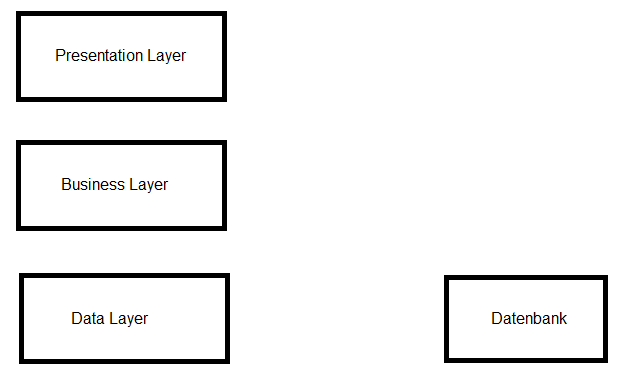 Presentation Layer
Business Layer
Data Layer
Datenbank